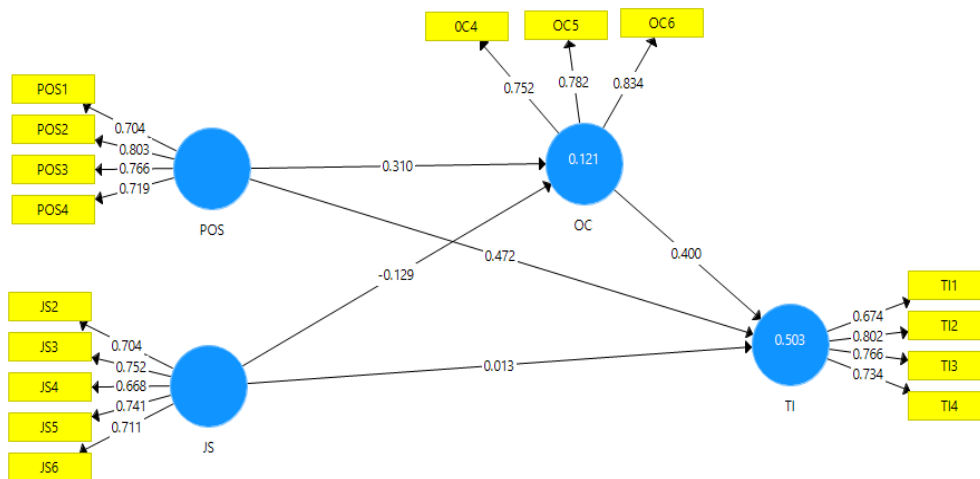 0C4
OC5
OC6
0.752
0.782
0.834
POS1
POS2
POS3
POS4
0.704
0.803
0.766
0.719
POS
0.310
0.121
OC
-0.129
0.472
0.400
JS2
JS3
JS4
JS5
JS6
0.704
0.752
0.668
0.741
0.711
JS
0.013
0.503
TI
0.674
0.802
0.766
0.734
TI1
TI2
TI3
TI4